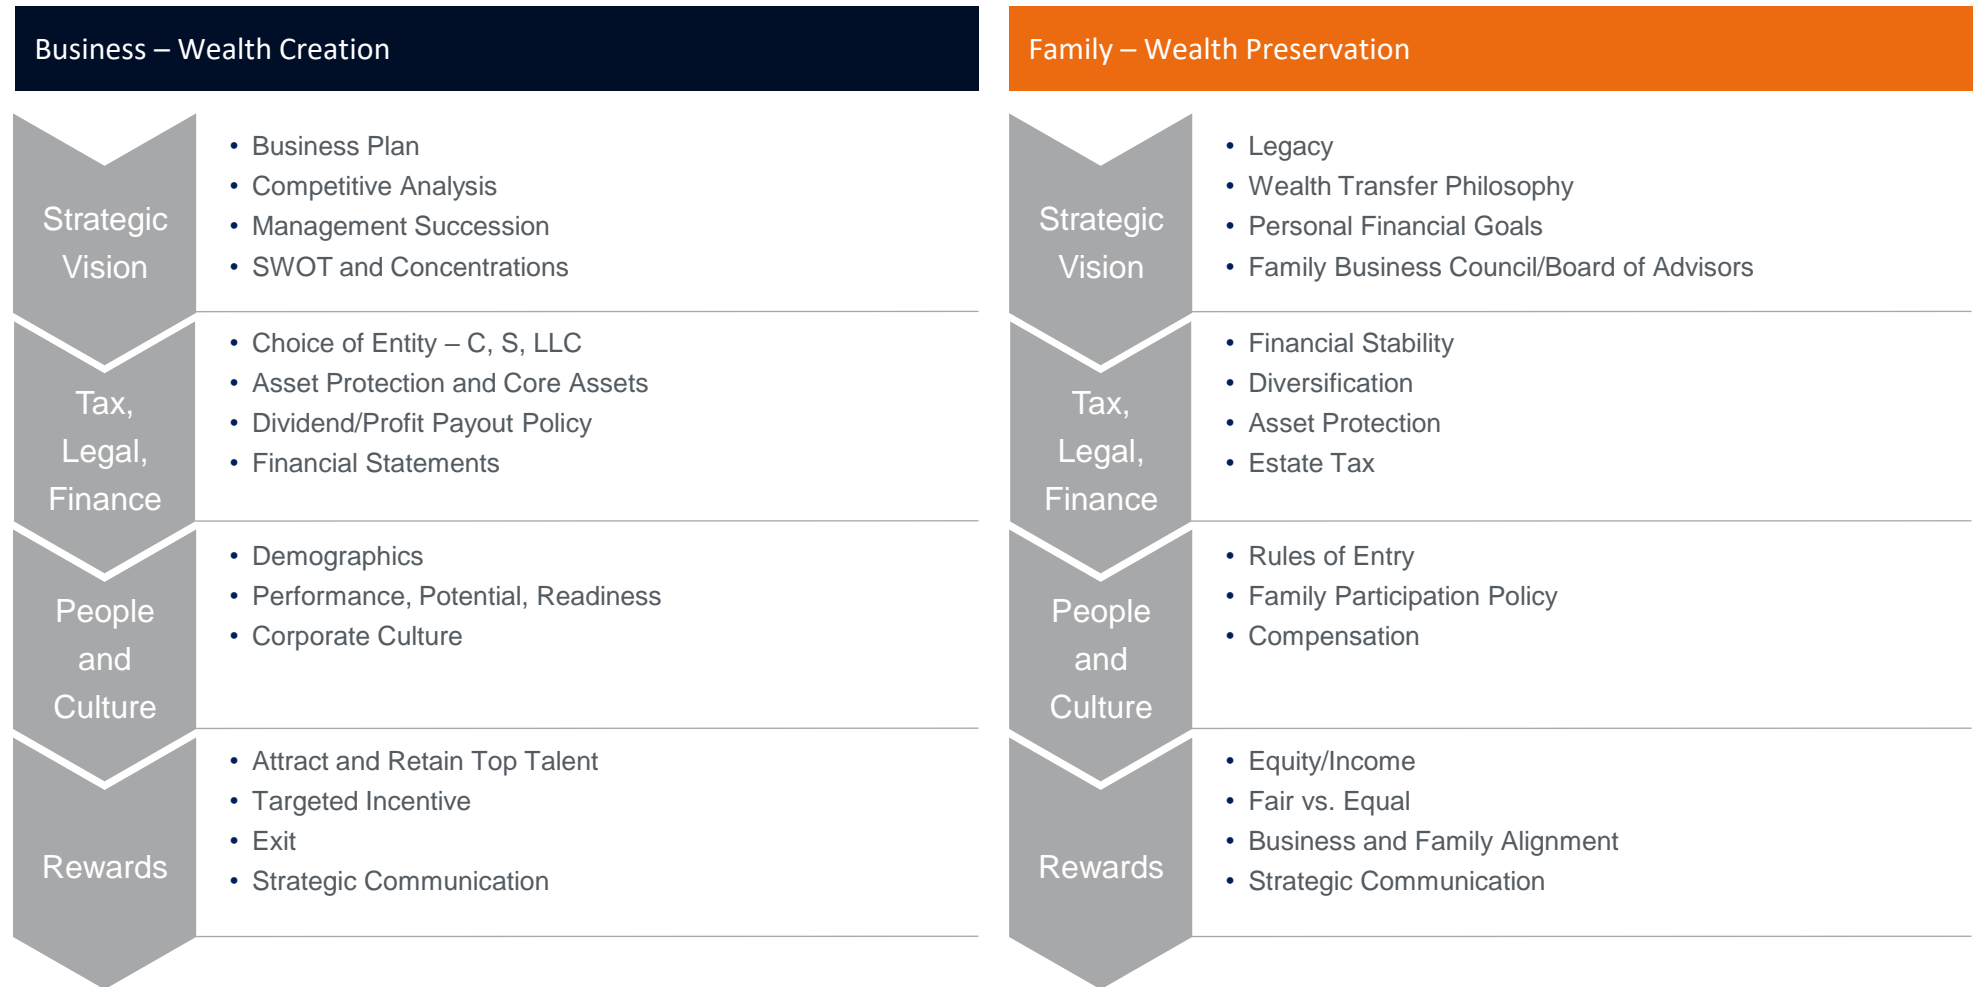 Business – Wealth Creation
Strategic
Vision
• Business Plan
• Competitive Analysis
• Management Succession
• SWOT and Concentrations
Tax,
Legal,
Finance
• Choice of Entity – C, S, LLC
• Asset Protection and Core Assets
• Dividend/Profit Payout Policy
• Financial Statements
People
and
Culture
• Demographics
• Performance, Potential, Readiness
• Corporate Culture
Rewards
• Attract and Retain Top Talent
• Targeted Incentive
• Exit
• Strategic Communication
Family – Wealth Preservation
Strategic
Vision
• Legacy
• Wealth Transfer Philosophy
• Personal Financial Goals
• Family Business Council/Board of Advisors
Tax,
Legal,
Finance
• Financial Stability
• Diversification
• Asset Protection
• Estate Tax
People
and
Culture
• Rules of Entry
• Family Participation Policy
• Compensation
Rewards
• Equity/Income
• Fair vs. Equal
• Business and Family Alignment
• Strategic Communication